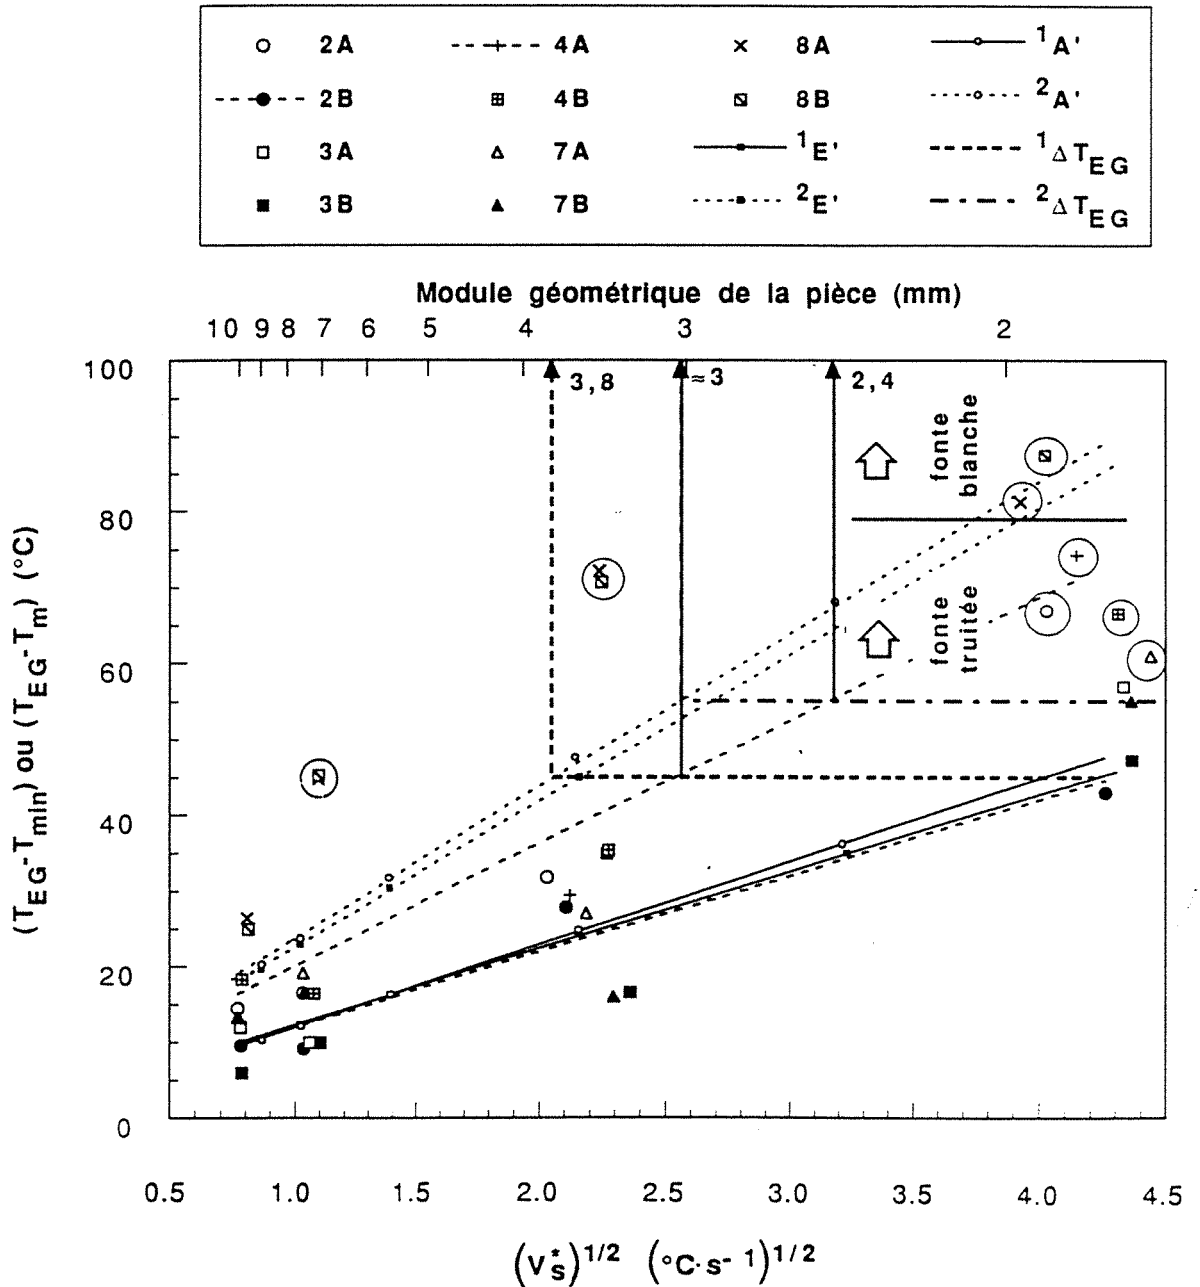 2A 4A 8A 1A'
2B 4B 8B 2A'
3A 7A 1E' 1ΔTEG
3B 7B 2E' 2ΔTEG
Module géométrique de la pièce (mm)
10 9 8 7 6 5 4 3 2
100
80
60
40
20
0
3,8
≈3
2,4
fonte
blanche
fonte
truitée
(TEG-Tmin) ou (TEG-Tm) (°C)
0.5 1.0 1.5 2.0 2.5 3.0 3.5 4.0 4.5
(V*S)1/2 (°C·s-1)1/2